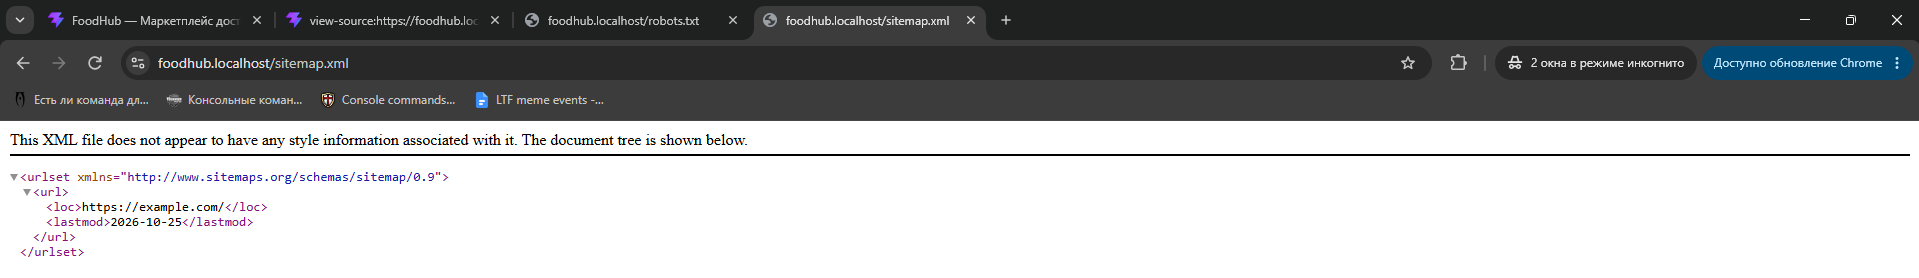 FoodHub — Маркетплейс дост
view-source:https://foodhub.loc
foodhub.localhost/robots.txt
foodhub.localhost/sitemap.xml
foodhub.localhost/sitemap.xml
2 окна в режиме инкогнито
Доступно обновление Chrome
Есть ли команда дл...
Консольные коман...
Console commands...
LTF meme events -...
This XML file does not appear to have any style information associated with it. The document tree is shown below.
<urlset xmlns="http://www.sitemaps.org/schemas/sitemap/0.9">
<url>
<loc>https://example.com/</loc>
<lastmod>2026-10-25</lastmod>
</url>
</urlset>